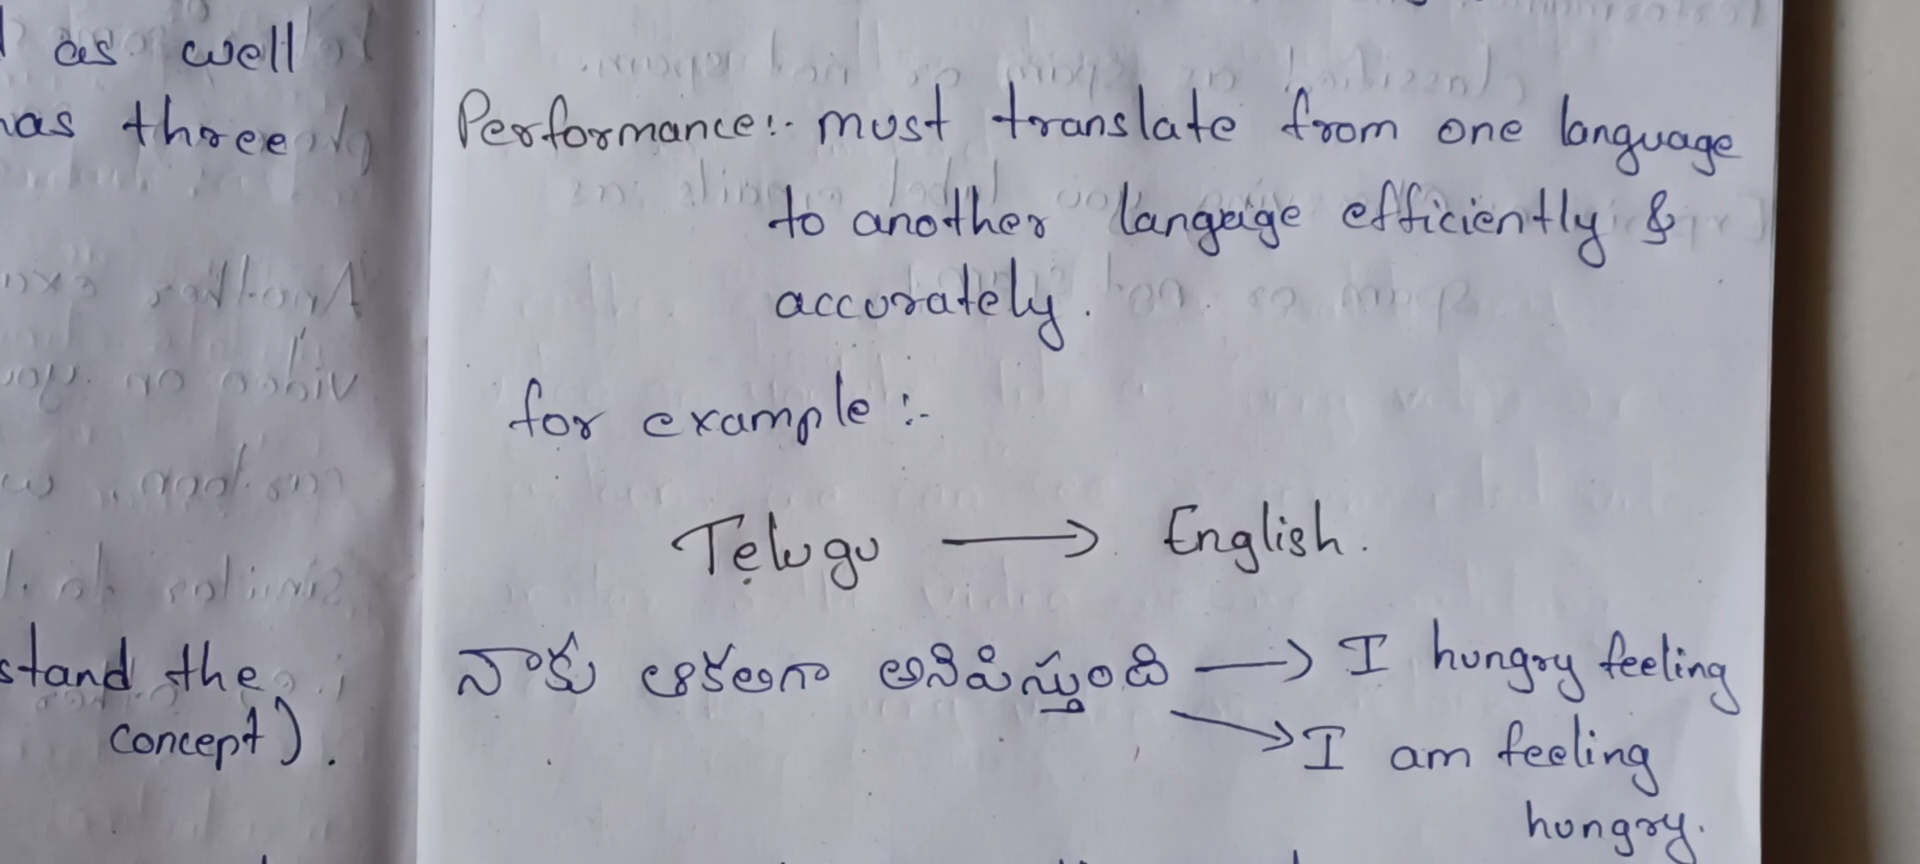 as well
as three
stand the
concept).
Performance:- must translate from one language
to another langauge efficiently &
accurately.
for example :-
Telugu → English.
నాకు ఆకలిగా అనిపిస్తుంది → I hungry feeling
→ I am feeling
hungry.